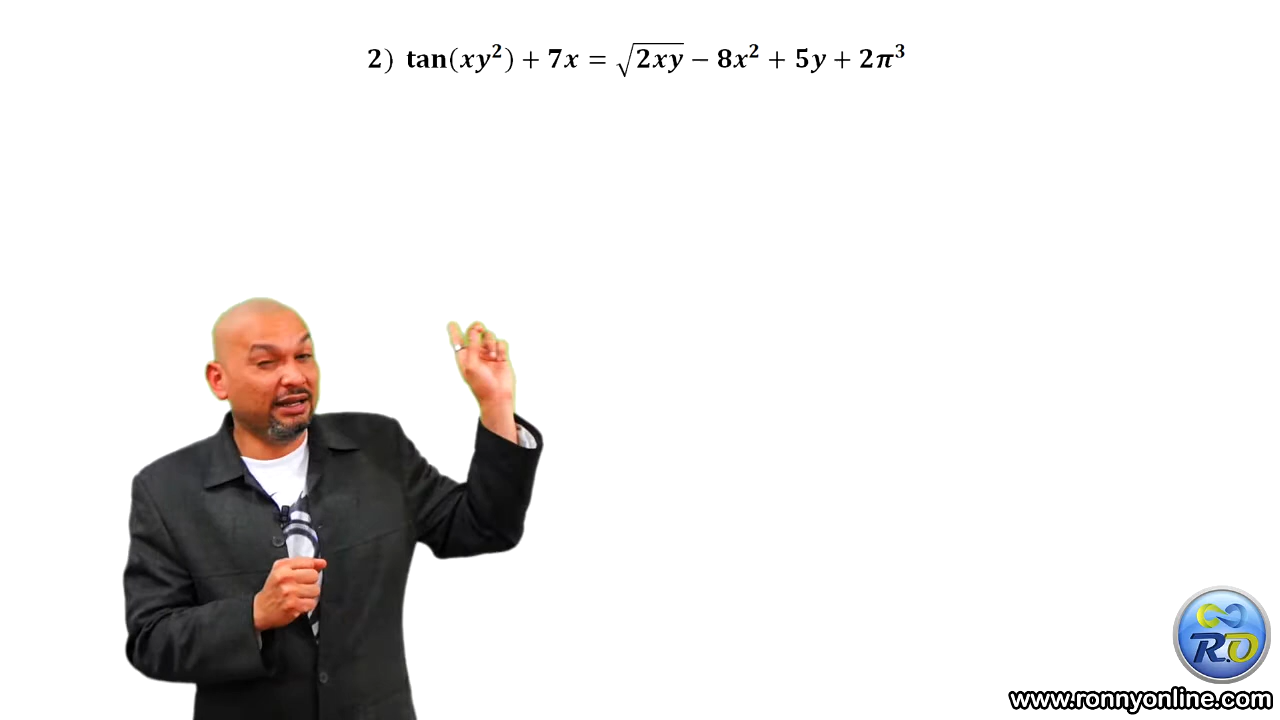 2) tan(xy²) + 7x = √2xy − 8x² + 5y + 2π³
R.D
www.ronnyonline.com